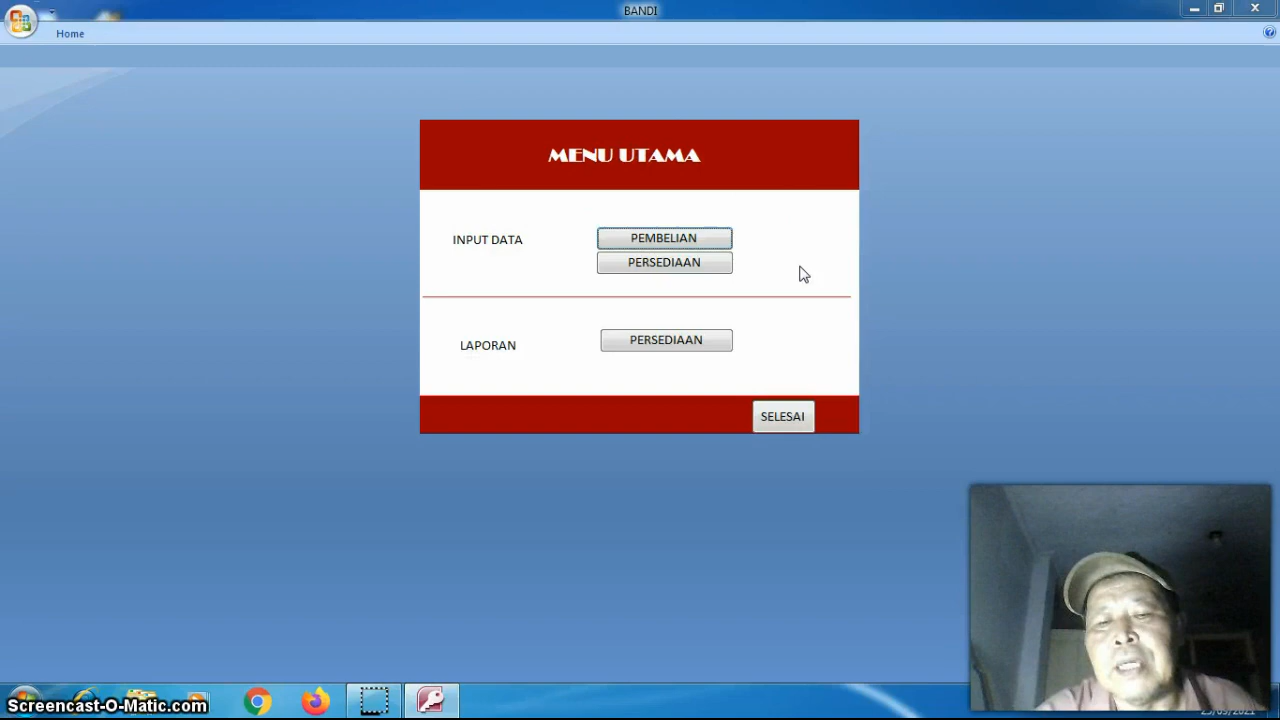 BANDI
Home
MENU UTAMA
INPUT DATA
PEMBELIAN
PERSEDIAAN
LAPORAN
PERSEDIAAN
SELESAI
Screencast-O-Matic.com